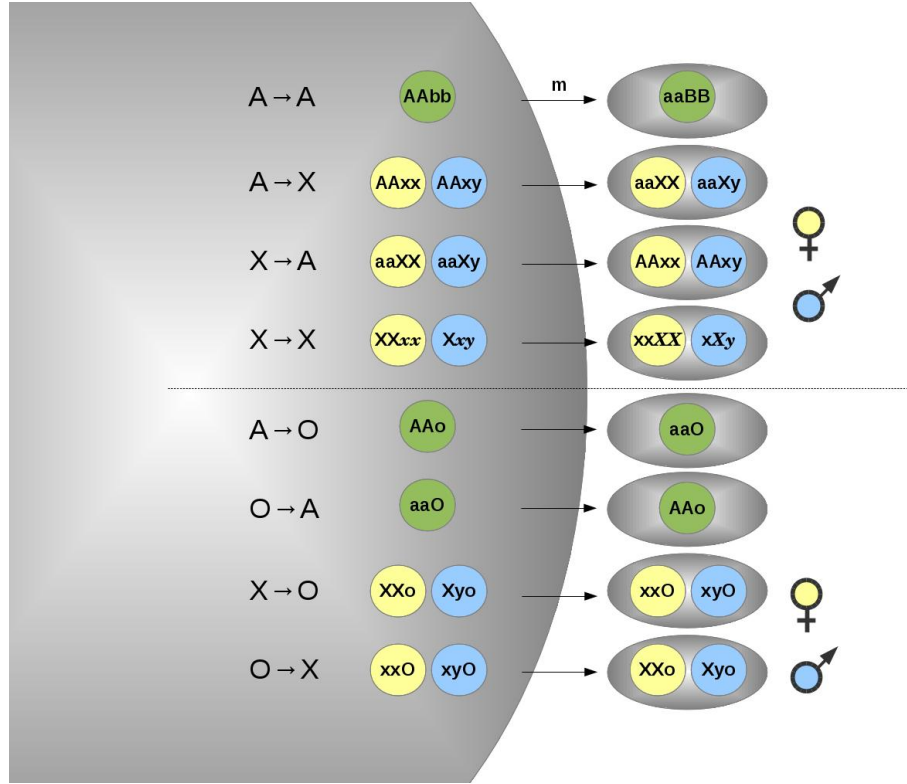 m
A → A AAbb aaBB
A → X AAxx AAxy aaXX aaXy
X → A aaXX aaXy AAxx AAxy
X → X XXxx Xxy xxXX xXy
A → O AAo aaO
O → A aaO AAo
X → O XXo Xyo xxO xyO
O → X xxO xyO XXo Xyo